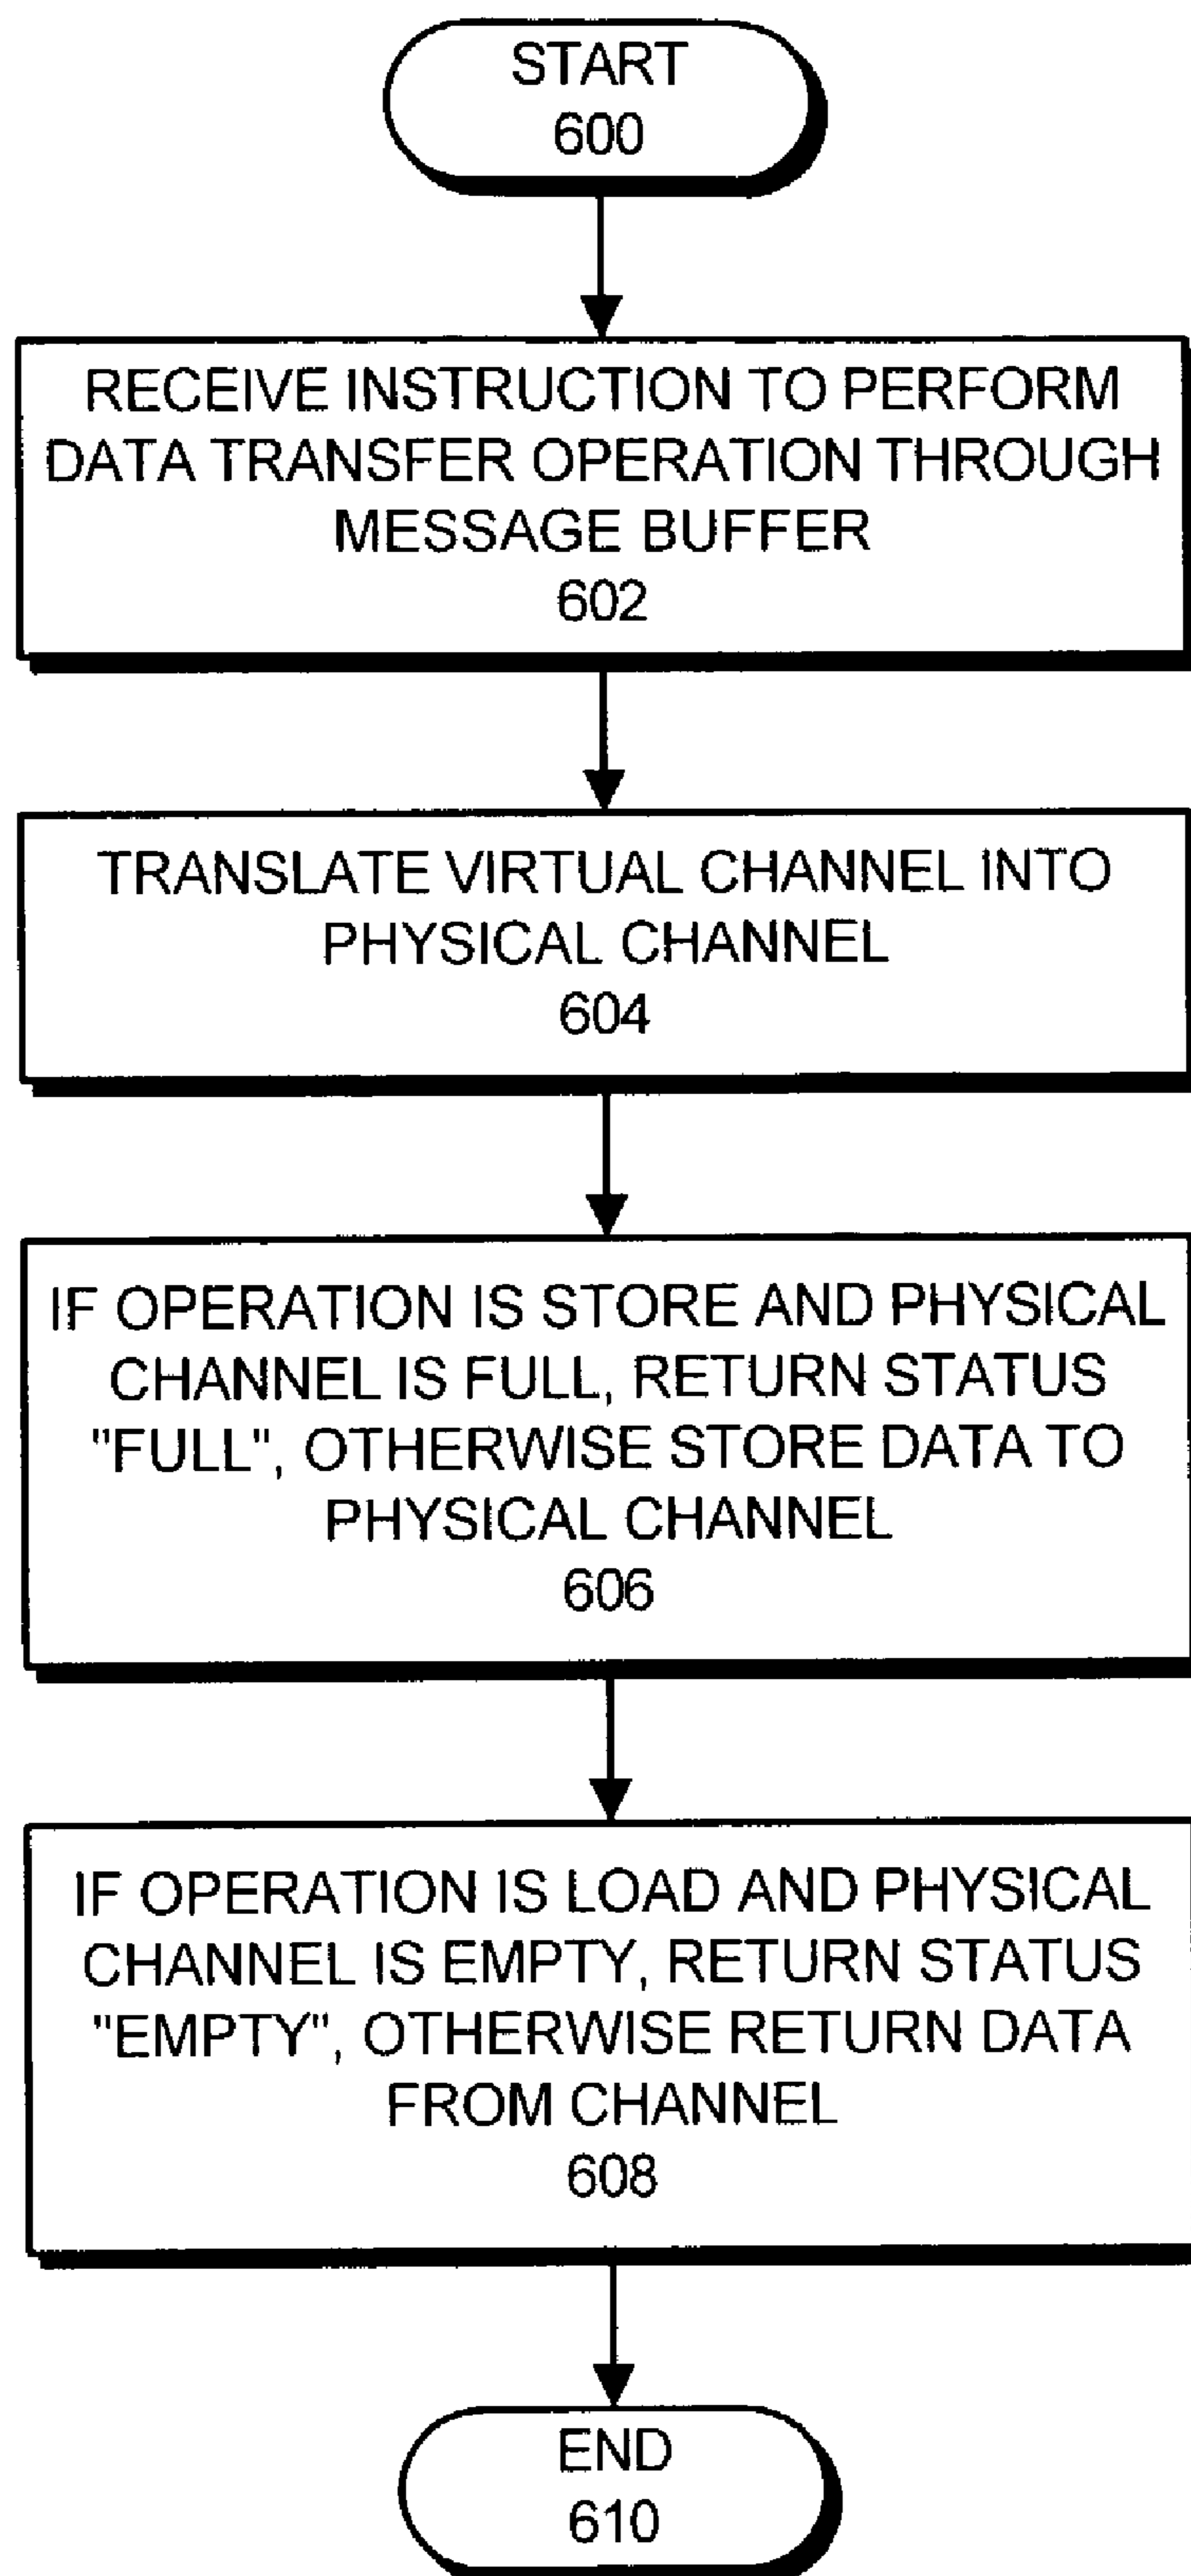 START
600
RECEIVE INSTRUCTION TO PERFORM
DATA TRANSFER OPERATION THROUGH
MESSAGE BUFFER
602
TRANSLATE VIRTUAL CHANNEL INTO
PHYSICAL CHANNEL
604
IF OPERATION IS STORE AND PHYSICAL
CHANNEL IS FULL, RETURN STATUS
"FULL", OTHERWISE STORE DATA TO
PHYSICAL CHANNEL
606
IF OPERATION IS LOAD AND PHYSICAL
CHANNEL IS EMPTY, RETURN STATUS
"EMPTY", OTHERWISE RETURN DATA
FROM CHANNEL
608
END
610